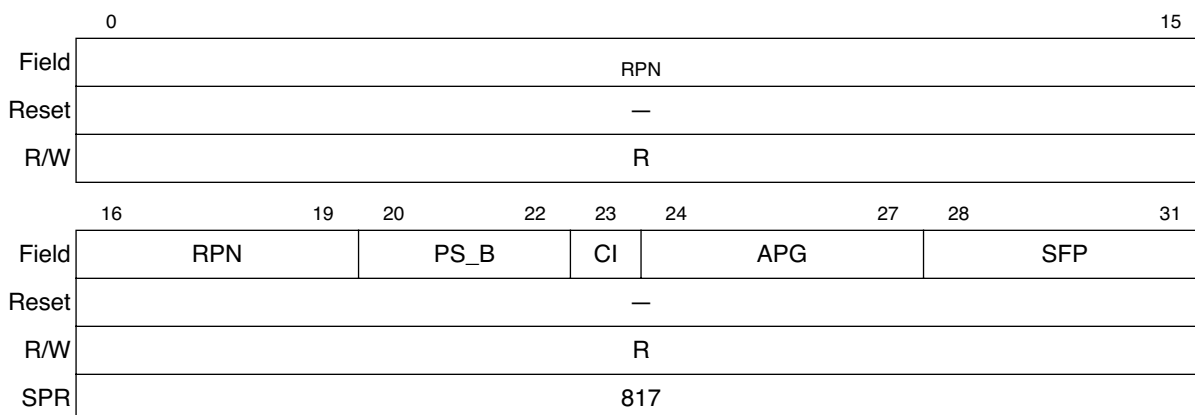 0 15
Field RPN
Reset —
R/W R
16 19 20 22 23 24 27 28 31
Field RPN PS_B CI APG SFP
Reset —
R/W R
SPR 817